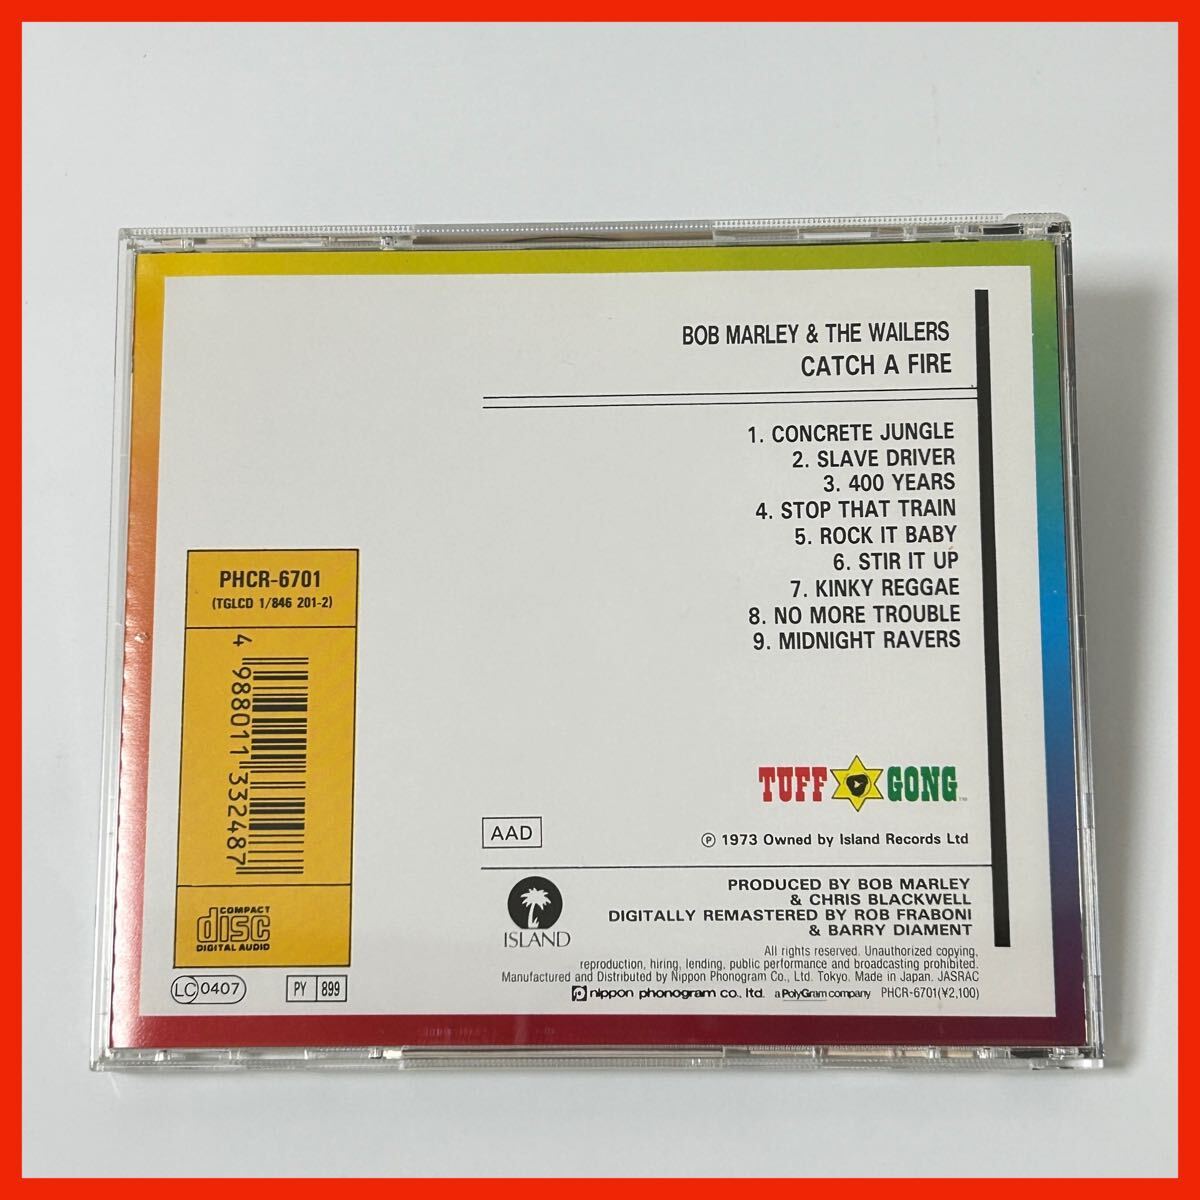 BOB MARLEY & THE WAILERS
CATCH A FIRE
1. CONCRETE JUNGLE
2. SLAVE DRIVER
3. 400 YEARS
4. STOP THAT TRAIN
5. ROCK IT BABY
6. STIR IT UP
7. KINKY REGGAE
8. NO MORE TROUBLE
9. MIDNIGHT RAVERS
PHCR-6701
(TGLCD 1/846 201-2)
4 988011 332487
COMPACT
disc
DIGITAL AUDIO
LC 0407
PY 899
TUFF GONG™
AAD
℗ 1973 Owned by Island Records Ltd
ISLAND
PRODUCED BY BOB MARLEY
& CHRIS BLACKWELL
DIGITALLY REMASTERED BY ROB FRABONI
& BARRY DIAMENT
All rights reserved. Unauthorized copying,
reproduction, hiring, lending, public performance and broadcasting prohibited.
Manufactured and Distributed by Nippon Phonogram Co., Ltd. Tokyo. Made in Japan. JASRAC
nippon phonogram co., ltd. a PolyGram company PHCR-6701(¥2,100)